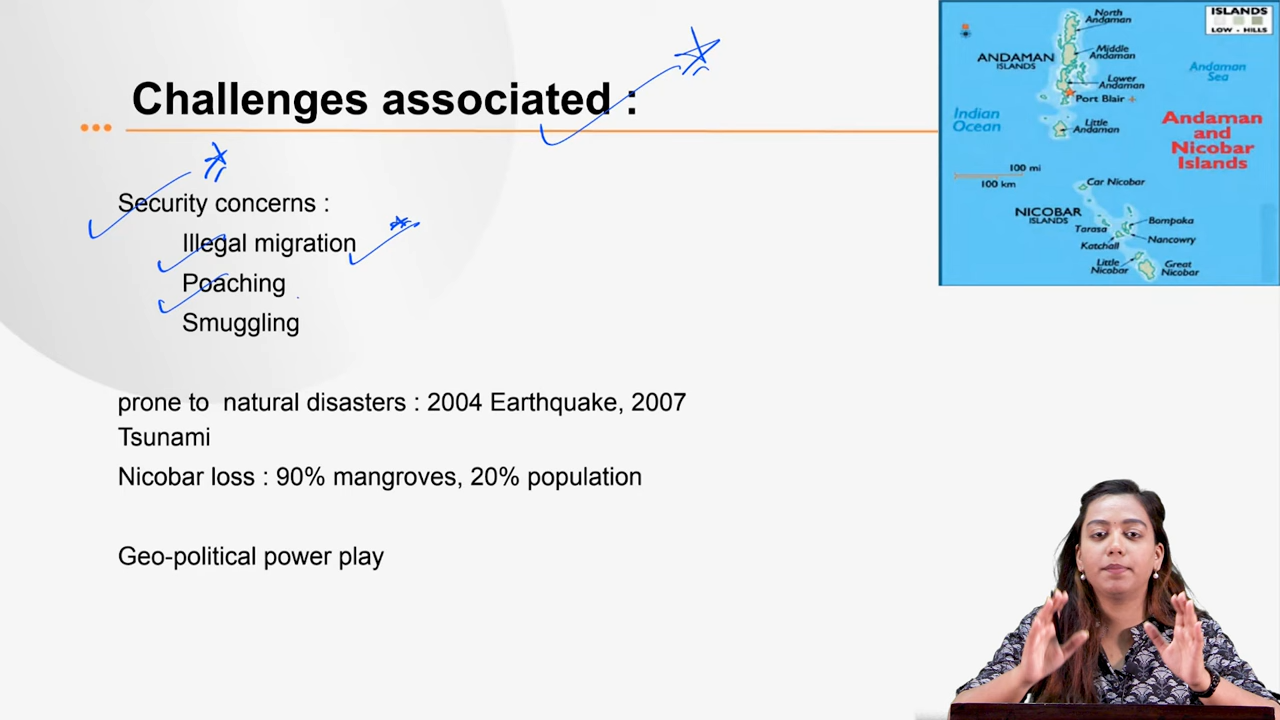 Challenges associated :
Security concerns :
Illegal migration
Poaching
Smuggling
prone to natural disasters : 2004 Earthquake, 2007
Tsunami
Nicobar loss : 90% mangroves, 20% population
Geo-political power play
ISLANDS
LOW - HILLS
North
Andaman
ANDAMAN
ISLANDS
Middle
Andaman
Andaman
Sea
Lower
Andaman
Port Blair
Indian
Ocean
Little
Andaman
Andaman
and
Nicobar
Islands
100 mi
100 km
Car Nicobar
NICOBAR
ISLANDS
Bompoka
Tarasa
Nancowry
Katchall
Little
Nicobar
Great
Nicobar